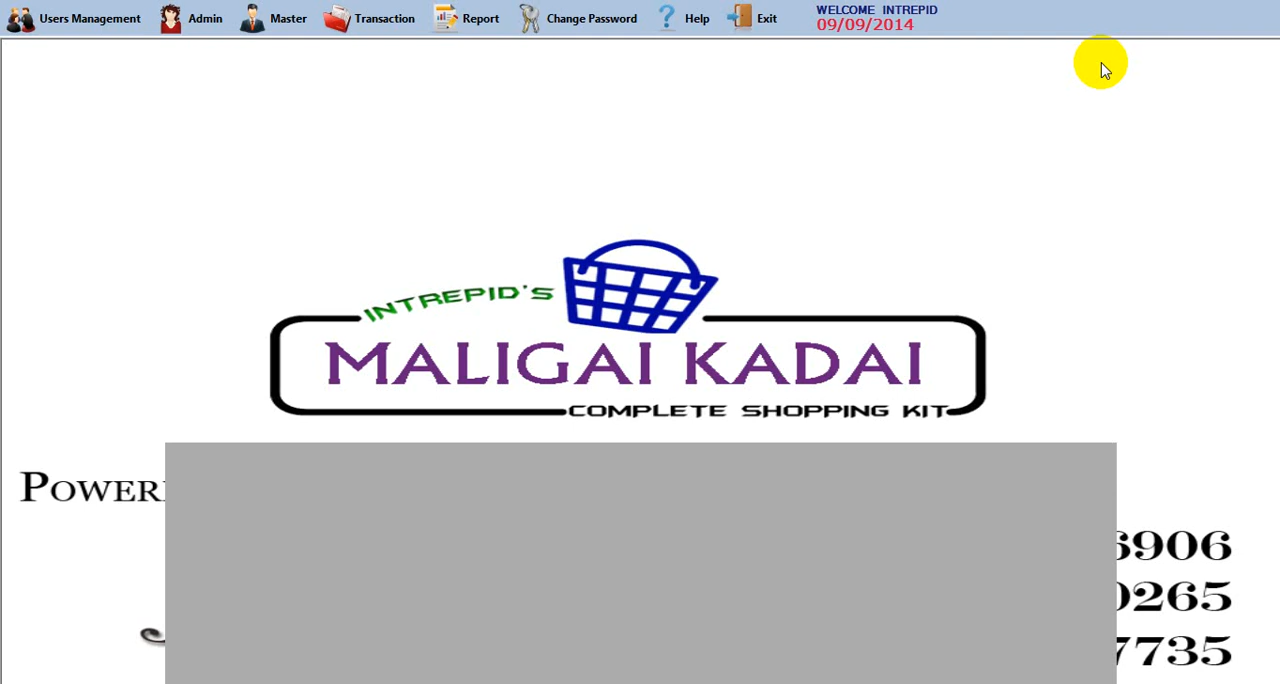 Users Management Admin Master Transaction Report Change Password Help Exit WELCOME INTREPID
09/09/2014
INTREPID'S
MALIGAI KADAI
COMPLETE SHOPPING KIT
6906
0265
7735